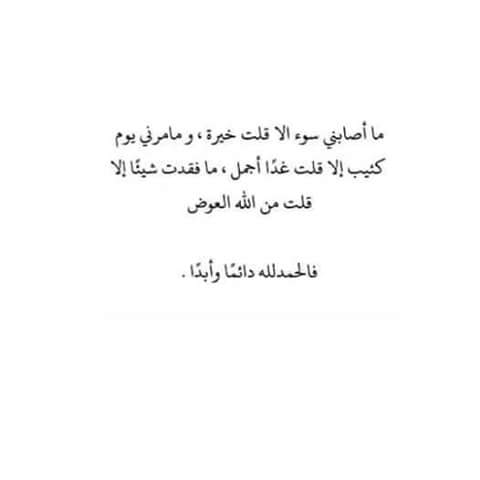 ما أصابني سوء الا قلت خيرة ، و مامرني يوم
كئيب إلا قلت غدًا أجمل ، ما فقدت شيئًا إلا
قلت من الله العوض
فالحمدلله دائمًا وأبدًا .